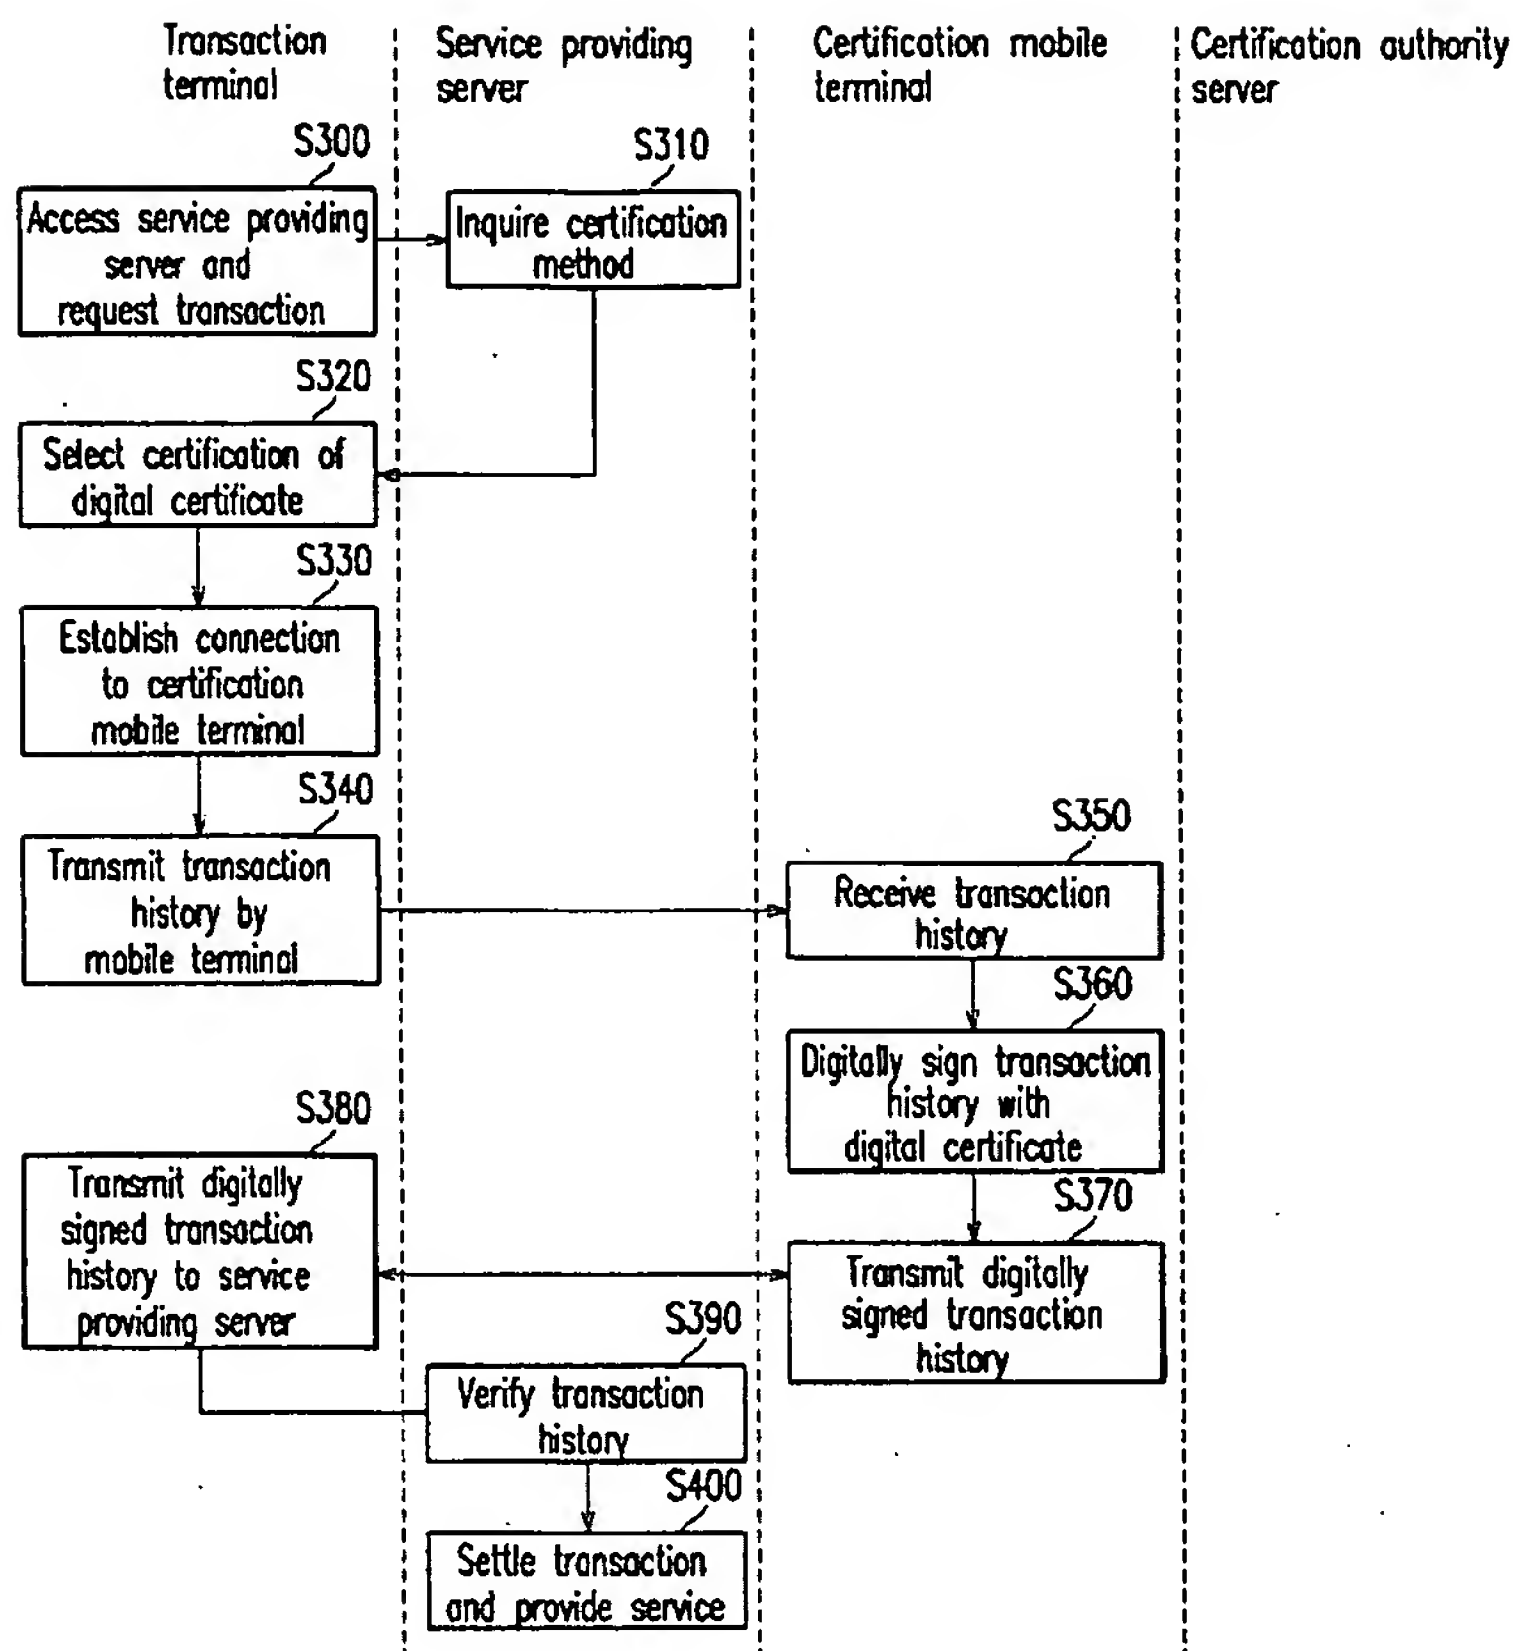 Transaction
terminal
Service providing
server
Certification mobile
terminal
Certification authority
server
S300
Access service providing
server and
request transaction
S310
Inquire certification
method
S320
Select certification of
digital certificate
S330
Establish connection
to certification
mobile terminal
S340
Transmit transaction
history by
mobile terminal
S350
Receive transaction
history
S360
Digitally sign transaction
history with
digital certificate
S370
Transmit digitally
signed transaction
history
S380
Transmit digitally
signed transaction
history to service
providing server
S390
Verify transaction
history
S400
Settle transaction
and provide service